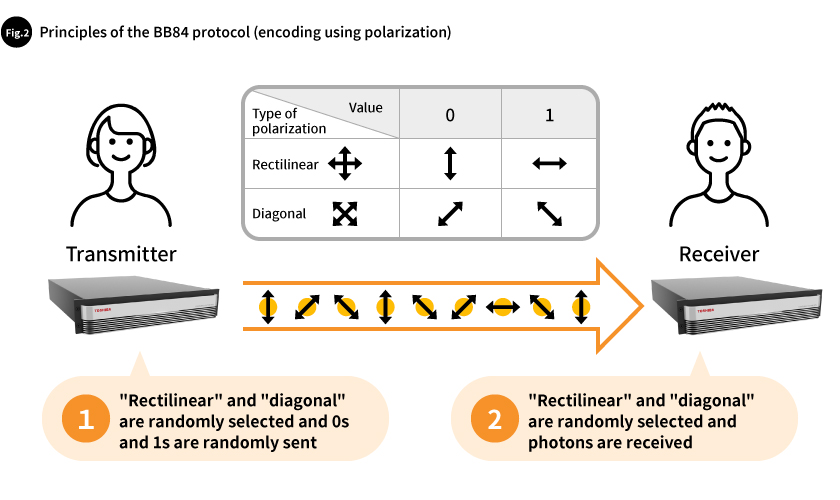 Fig.2 Principles of the BB84 protocol (encoding using polarization)
Value
Type of
polarization
0
1
Rectilinear
Diagonal
Transmitter
Receiver
TOSHIBA
TOSHIBA
1
"Rectilinear" and "diagonal"
are randomly selected and 0s
and 1s are randomly sent
2
"Rectilinear" and "diagonal"
are randomly selected and
photons are received